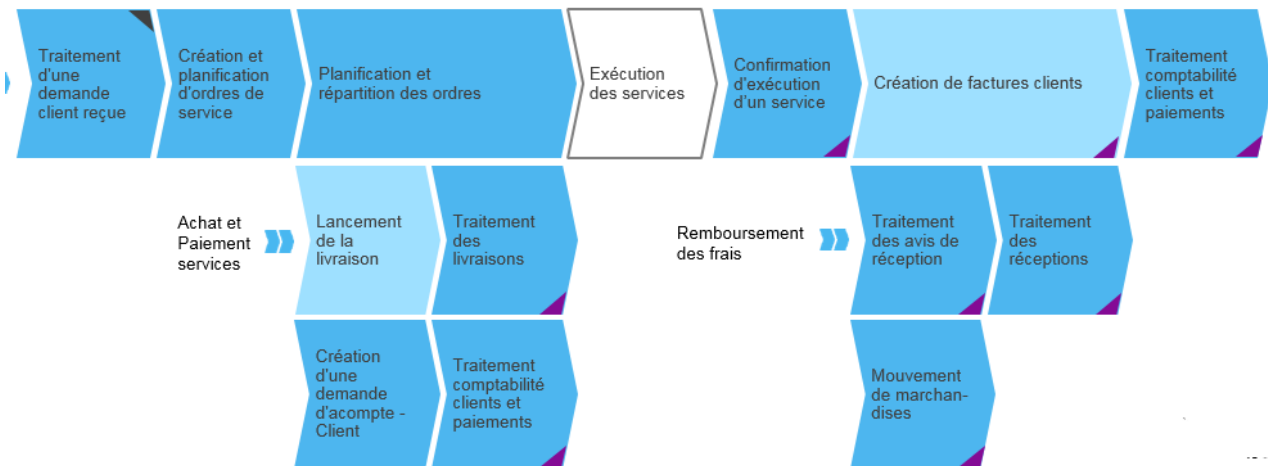 Traitement
d'une
demande
client reçue
Création et
planification
d'ordres de
service
Planification et
répartition des ordres
Exécution
des services
Confirmation
d'exécution
d'un service
Création de factures clients
Traitement
comptabilité
clients et
paiements
Achat et
Paiement
services
Lancement
de la
livraison
Traitement
des
livraisons
Remboursement
des frais
Traitement
des avis de
réception
Traitement
des
réceptions
Création
d'une
demande
d'acompte -
Client
Traitement
comptabilité
clients et
paiements
Mouvement
de marchan-
dises